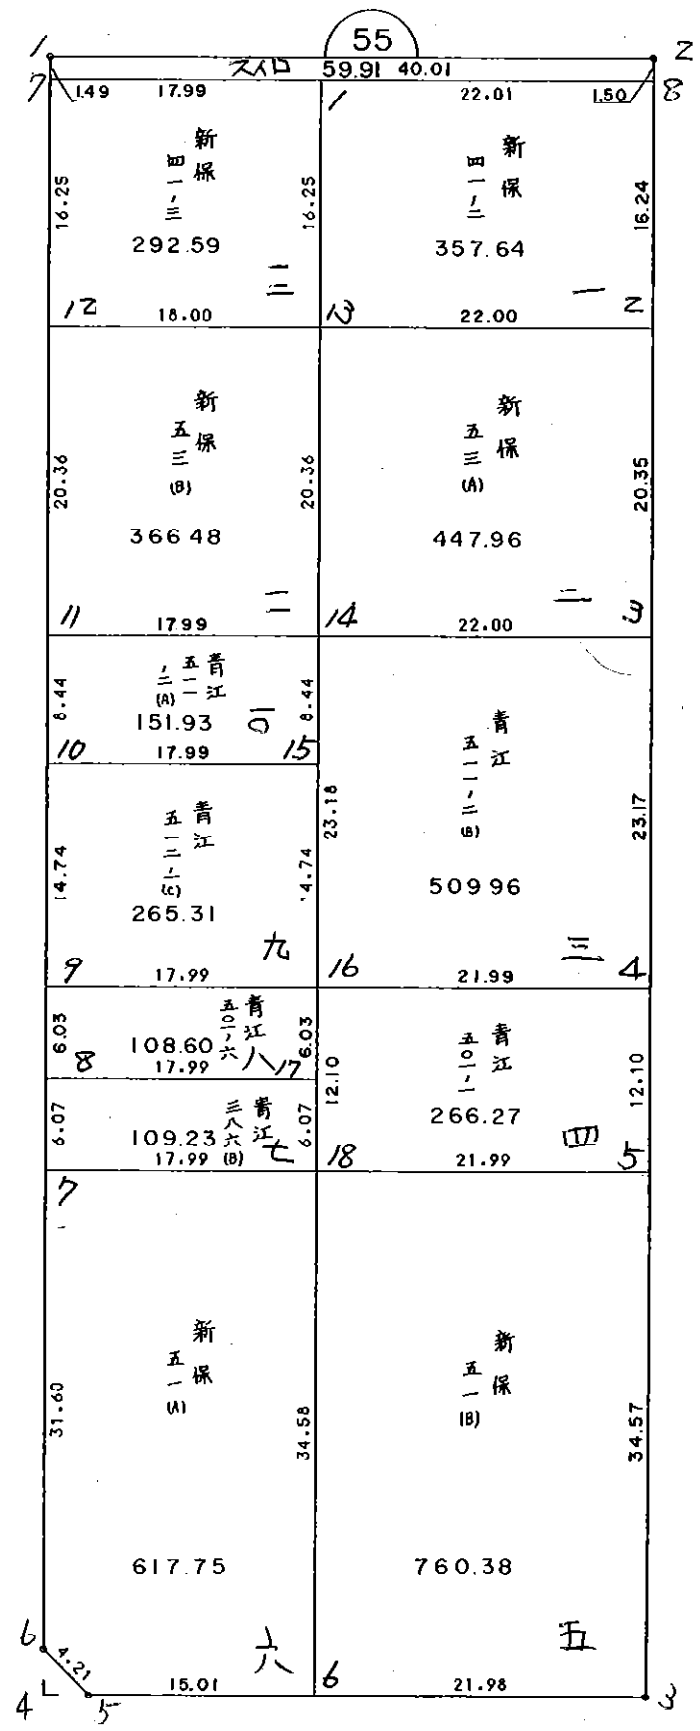 55
1
2
スイロ 59.91 40.01
7 1.49 17.99 1 22.01 1.50 8
新保 四一,三
新保 四一,二
16.25
16.25
16.24
292.59
357.64
一二
一
12 18.00 13 22.00 2
新保 五三 (B)
新保 五三 (A)
20.36
20.36
20.35
366 48
447.96
一一
二
11 17.99 14 22.00 3
青江 五一一,二 (A)
8.44
8.44
151.93
一〇
10 17.99 15
青江 五一一,二 (B)
23.18
23.17
509 96
三
青江 (C)
14.74
14.74
265.31
九
9 17.99 16 21.99 4
青江 五〇一,六
6.03
6.03
108.60
八
8 17.99 17
青江 五〇一,一
12.10
12.10
266.27
四
青江 三八六 (B)
6.07
6.07
109.23
七
7 17.99 18 21.99 5
新保 五一 (A)
新保 五一 (B)
31.60
34.58
34.57
617.75
760.38
六
五
6 4.21
4 5 15.01 6 21.98 3